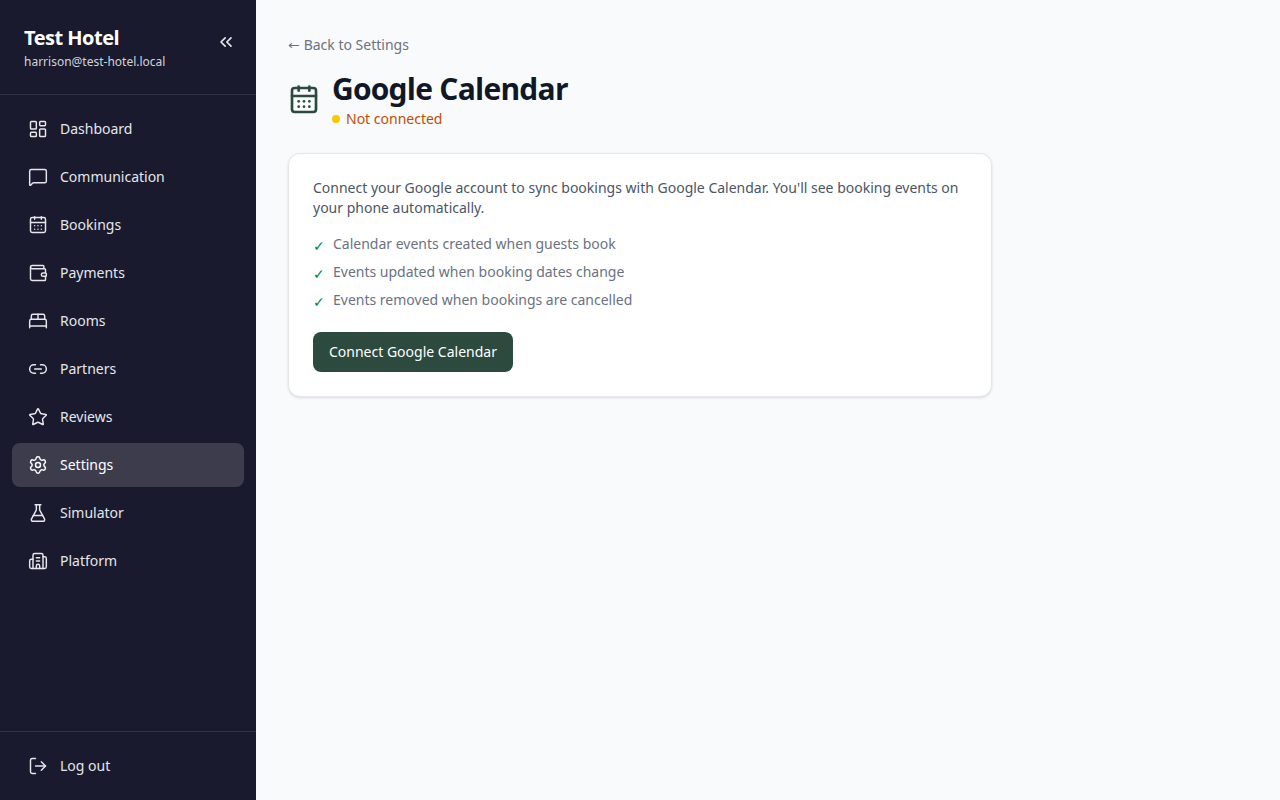 Test Hotel
harrison@test-hotel.local
Dashboard
Communication
Bookings
Payments
Rooms
Partners
Reviews
Settings
Simulator
Platform
Log out
← Back to Settings
Google Calendar
Not connected
Connect your Google account to sync bookings with Google Calendar. You'll see booking events on
your phone automatically.
✓ Calendar events created when guests book
✓ Events updated when booking dates change
✓ Events removed when bookings are cancelled
Connect Google Calendar